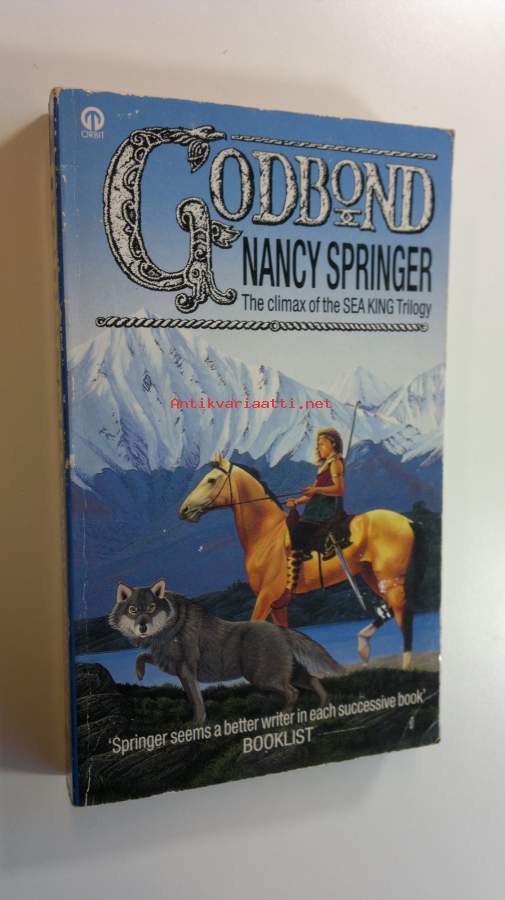 ORBIT
GODBOND
NANCY SPRINGER
The climax of the SEA KING Trilogy
Antikvariaatti.net
'Springer seems a better writer in each successive book'
BOOKLIST